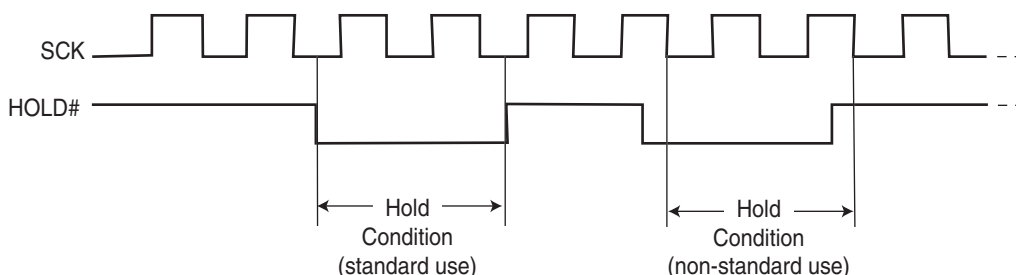 SCK
HOLD#
Hold
Condition
(standard use)
Hold
Condition
(non-standard use)